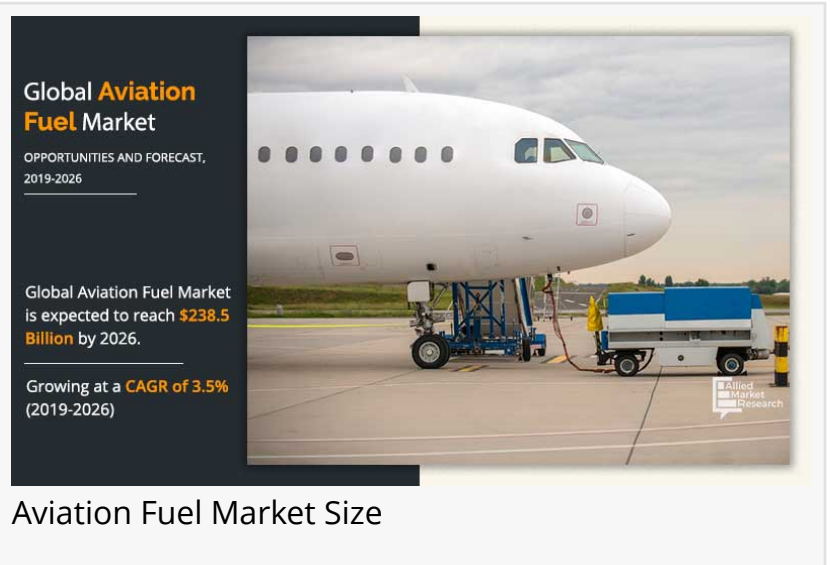 Global Aviation
Fuel Market
OPPORTUNITIES AND FORECAST,
2019-2026
Global Aviation Fuel Market
is expected to reach $238.5
Billion by 2026.
Growing at a CAGR of 3.5%
(2019-2026)
Allied
Market
Research
Aviation Fuel Market Size